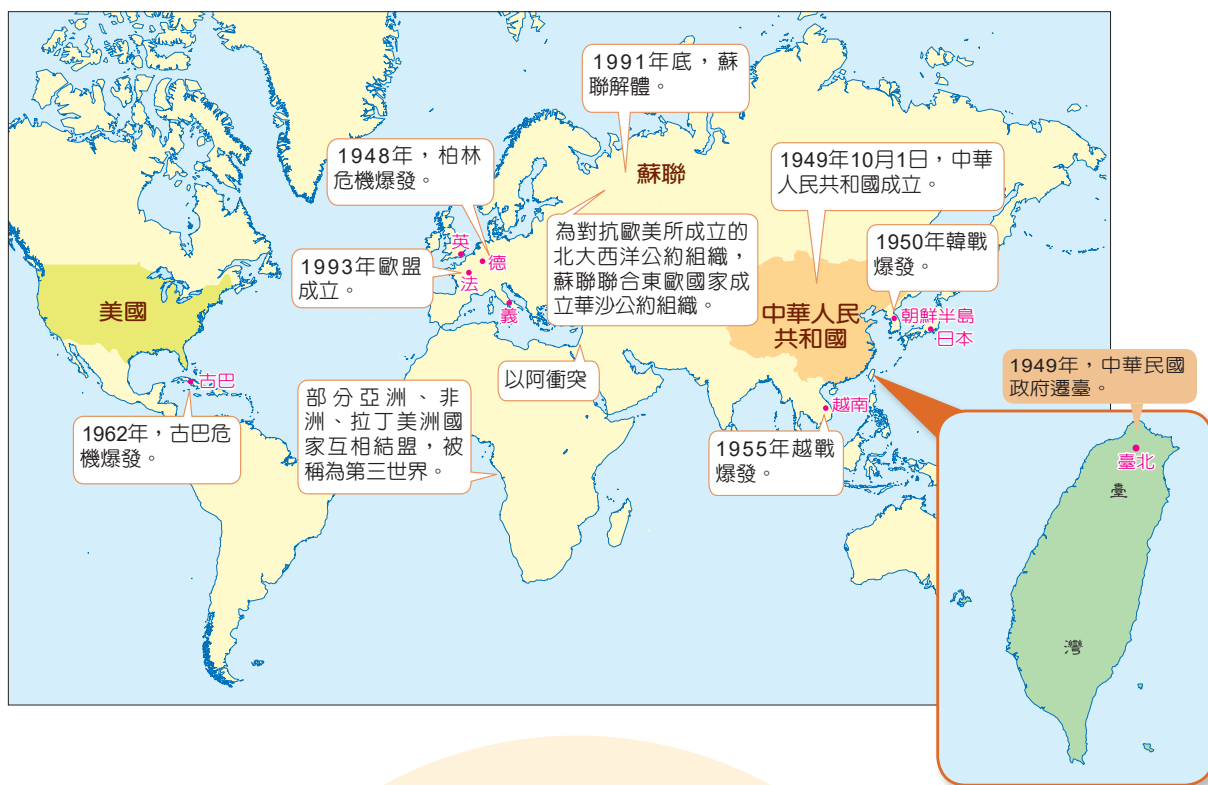 1991年底，蘇
聯解體。
1948年，柏林
危機爆發。
蘇聯
1949年10月1日，中華
人民共和國成立。
為對抗歐美所成立的
北大西洋公約組織，
蘇聯聯合東歐國家成
立華沙公約組織。
1950年韓戰
爆發。
英
德
法
義
1993年歐盟
成立。
美國
中華人民
共和國
朝鮮半島
日本
以阿衝突
1949年，中華民國
政府遷臺。
古巴
1962年，古巴危
機爆發。
部分亞洲、非
洲、拉丁美洲國
家互相結盟，被
稱為第三世界。
越南
1955年越戰
爆發。
臺北
臺
灣